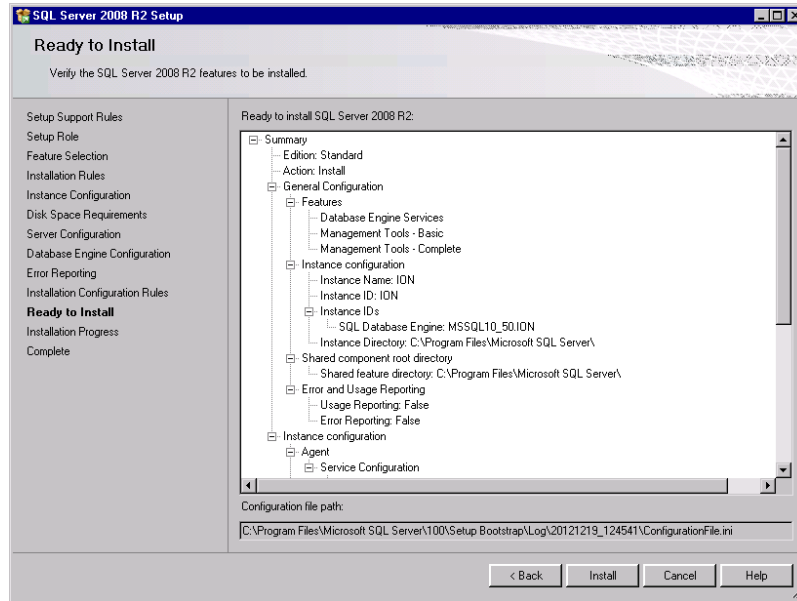 SQL Server 2008 R2 Setup
Ready to Install
Verify the SQL Server 2008 R2 features to be installed.
Setup Support Rules
Setup Role
Feature Selection
Installation Rules
Instance Configuration
Disk Space Requirements
Server Configuration
Database Engine Configuration
Error Reporting
Installation Configuration Rules
Ready to Install
Installation Progress
Complete
Ready to install SQL Server 2008 R2:
Summary
Edition: Standard
Action: Install
General Configuration
Features
Database Engine Services
Management Tools - Basic
Management Tools - Complete
Instance configuration
Instance Name: ION
Instance ID: ION
Instance IDs
SQL Database Engine: MSSQL10_50.ION
Instance Directory: C:\Program Files\Microsoft SQL Server\
Shared component root directory
Shared feature directory: C:\Program Files\Microsoft SQL Server\
Error and Usage Reporting
Usage Reporting: False
Error Reporting: False
Instance configuration
Agent
Service Configuration
Configuration file path:
C:\Program Files\Microsoft SQL Server\100\Setup Bootstrap\Log\20121219_124541\ConfigurationFile.ini
< Back
Install
Cancel
Help